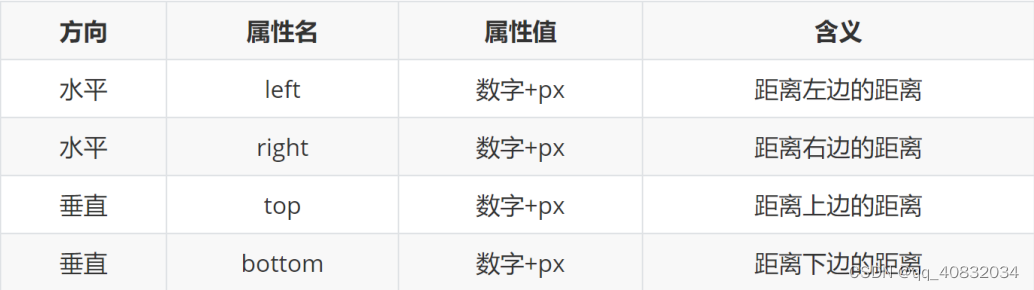 方向 属性名 属性值 含义
水平 left 数字+px 距离左边的距离
水平 right 数字+px 距离右边的距离
垂直 top 数字+px 距离上边的距离
垂直 bottom 数字+px 距离下边的距离
CSDN @qq_40832034